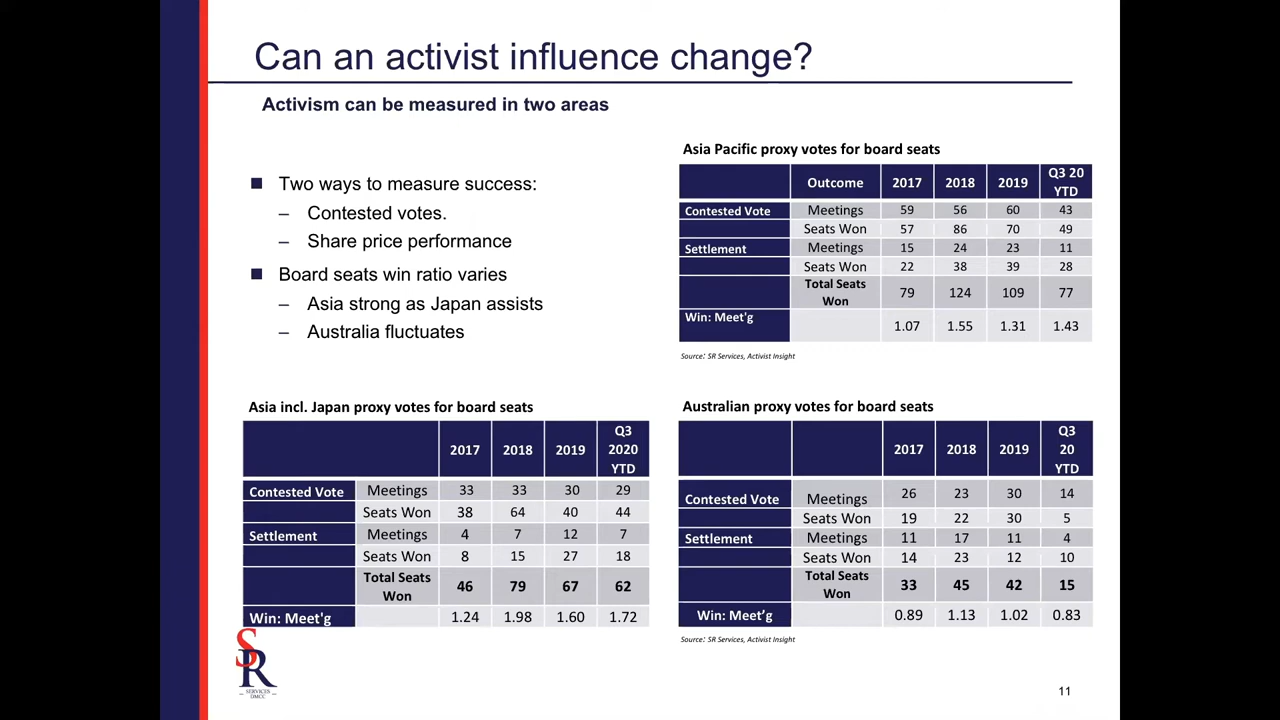 Can an activist influence change?
Activism can be measured in two areas
■ Two ways to measure success:
– Contested votes.
– Share price performance
■ Board seats win ratio varies
– Asia strong as Japan assists
– Australia fluctuates
Asia Pacific proxy votes for board seats
Outcome 2017 2018 2019 Q3 20
YTD
Contested Vote Meetings 59 56 60 43
Seats Won 57 86 70 49
Settlement Meetings 15 24 23 11
Seats Won 22 38 39 28
Total Seats
Won 79 124 109 77
Win: Meet'g 1.07 1.55 1.31 1.43
Source: SR Services, Activist Insight
Asia incl. Japan proxy votes for board seats
2017 2018 2019 Q3
2020
YTD
Contested Vote Meetings 33 33 30 29
Seats Won 38 64 40 44
Settlement Meetings 4 7 12 7
Seats Won 8 15 27 18
Total Seats
Won 46 79 67 62
Win: Meet'g 1.24 1.98 1.60 1.72
Australian proxy votes for board seats
2017 2018 2019 Q3
20
YTD
Contested Vote Meetings 26 23 30 14
Seats Won 19 22 30 5
Settlement Meetings 11 17 11 4
Seats Won 14 23 12 10
Total Seats
Won 33 45 42 15
Win: Meet’g 0.89 1.13 1.02 0.83
Source: SR Services, Activist Insight
SR
SERVICES
DMCC
11